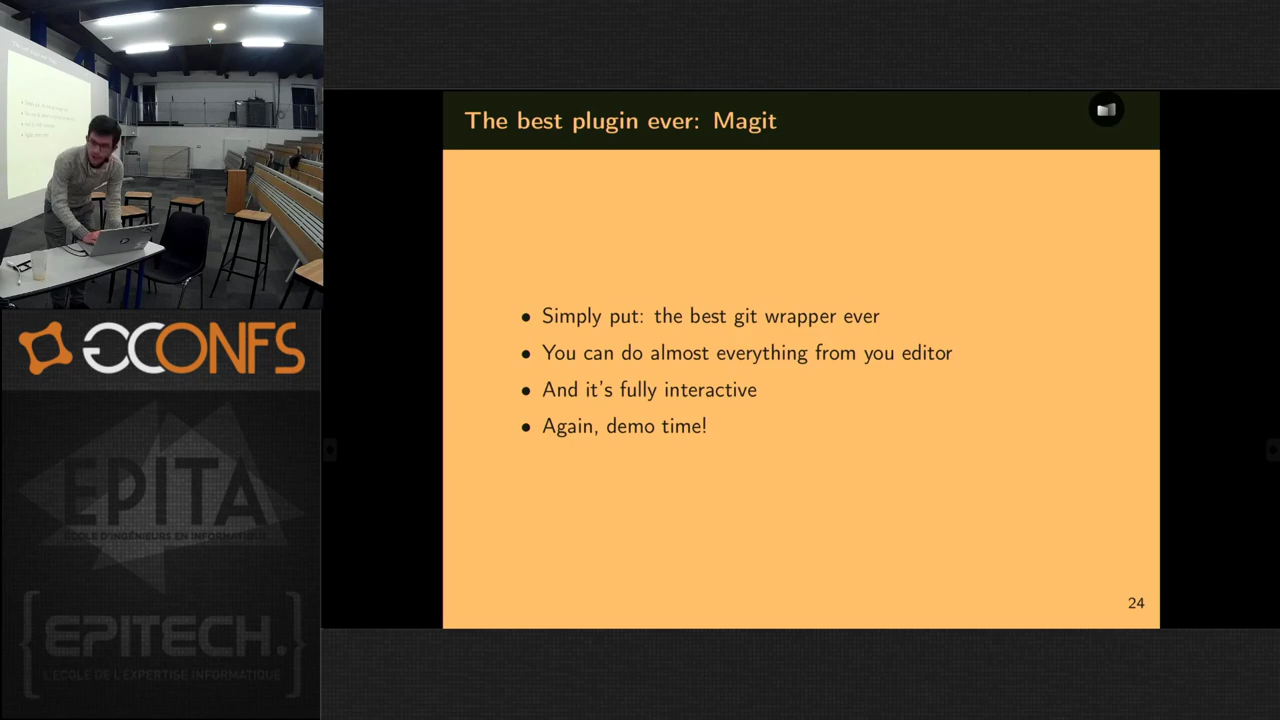 The best plugin ever: Magit
• Simply put: the best git wrapper ever
• You can do almost everything from you editor
• And it's fully interactive
• Again, demo time!
24
GCONFS
EPITA
ÉCOLE D'INGÉNIEURS EN INFORMATIQUE
{EPITECH.}
L'ÉCOLE DE L'EXPERTISE INFORMATIQUE